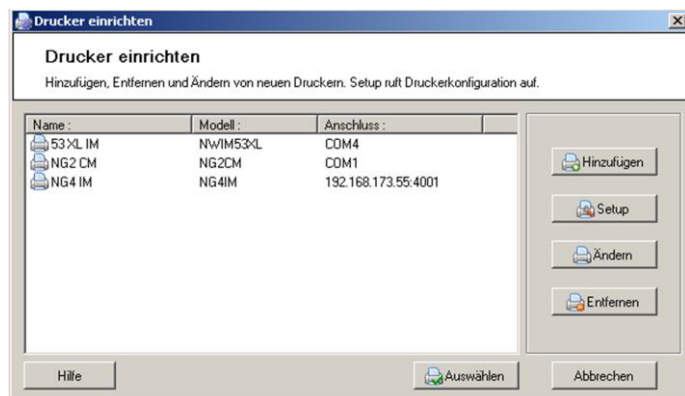 Drucker einrichten
Drucker einrichten
Hinzufügen, Entfernen und Ändern von neuen Druckern. Setup ruft Druckerkonfiguration auf.
Name : Modell : Anschluss :
53 XL IM NWIM53XL COM4
NG2 CM NG2CM COM1
NG4 IM NG4IM 192.168.173.55:4001
Hinzufügen
Setup
Ändern
Entfernen
Hilfe Auswählen Abbrechen